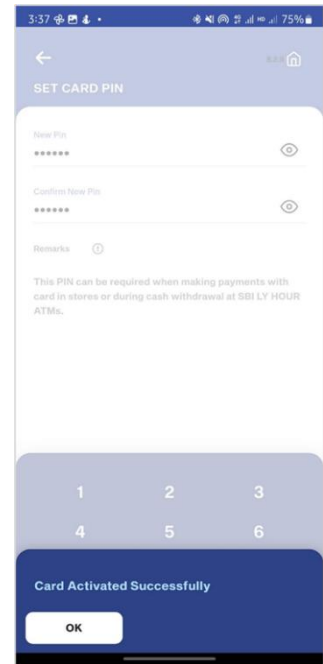 3:37 75%
SET CARD PIN
New Pin
******
Confirm New Pin
******
Remarks
This PIN can be required when making payments with
card in stores or during cash withdrawal at SBI LY HOUR
ATMs.
1 2 3
4 5 6
Card Activated Successfully
OK